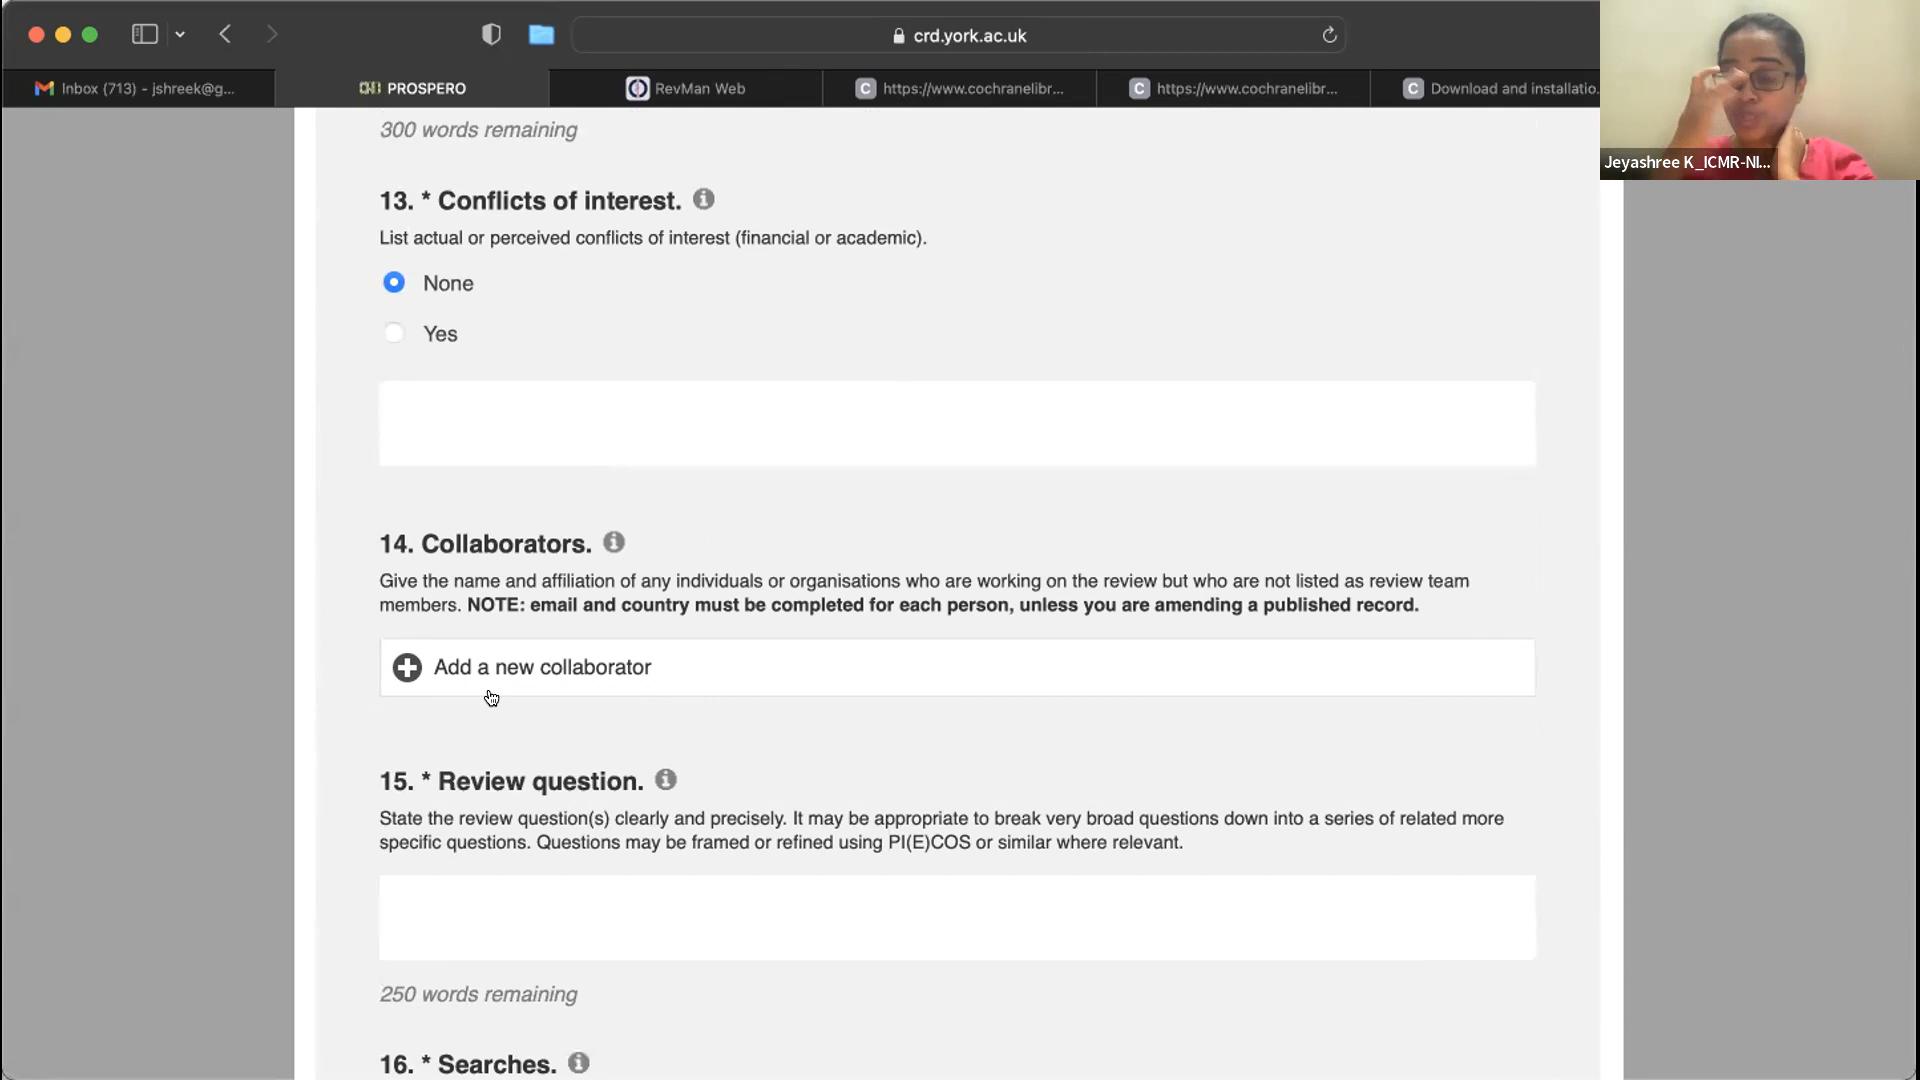 crd.york.ac.uk
Inbox (713) - jshreek@g...
PROSPERO
RevMan Web
https://www.cochranelibr...
https://www.cochranelibr...
Download and installatio...
Jeyashree K_ICMR-NI...
300 words remaining
13. * Conflicts of interest.
List actual or perceived conflicts of interest (financial or academic).
None
Yes
14. Collaborators.
Give the name and affiliation of any individuals or organisations who are working on the review but who are not listed as review team
members. NOTE: email and country must be completed for each person, unless you are amending a published record.
Add a new collaborator
15. * Review question.
State the review question(s) clearly and precisely. It may be appropriate to break very broad questions down into a series of related more
specific questions. Questions may be framed or refined using PI(E)COS or similar where relevant.
250 words remaining
16. * Searches.